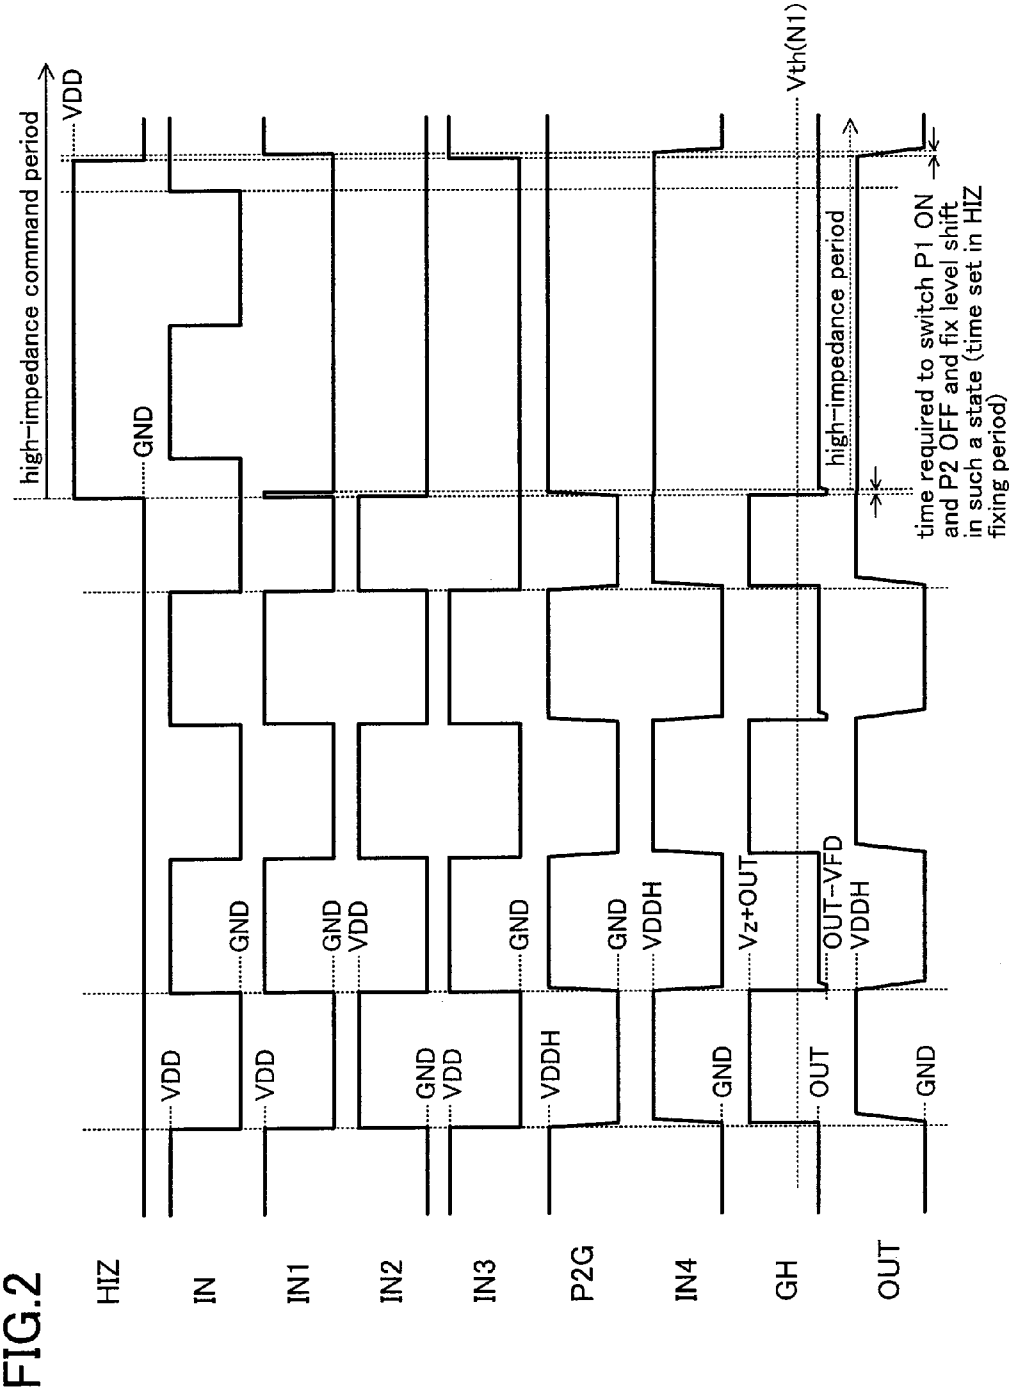 FIG.2
high-impedance command period
HIZ
VDD
GND
IN
VDD
GND
IN1
VDD
GND
IN2
VDD
GND
IN3
VDD
GND
P2G
VDDH
GND
IN4
VDDH
GND
GH
Vz+OUT
Vth(N1)
OUT
OUT-VFD
high-impedance period
OUT
VDDH
GND
time required to switch P1 ON
and P2 OFF and fix level shift
in such a state (time set in HIZ
fixing period)